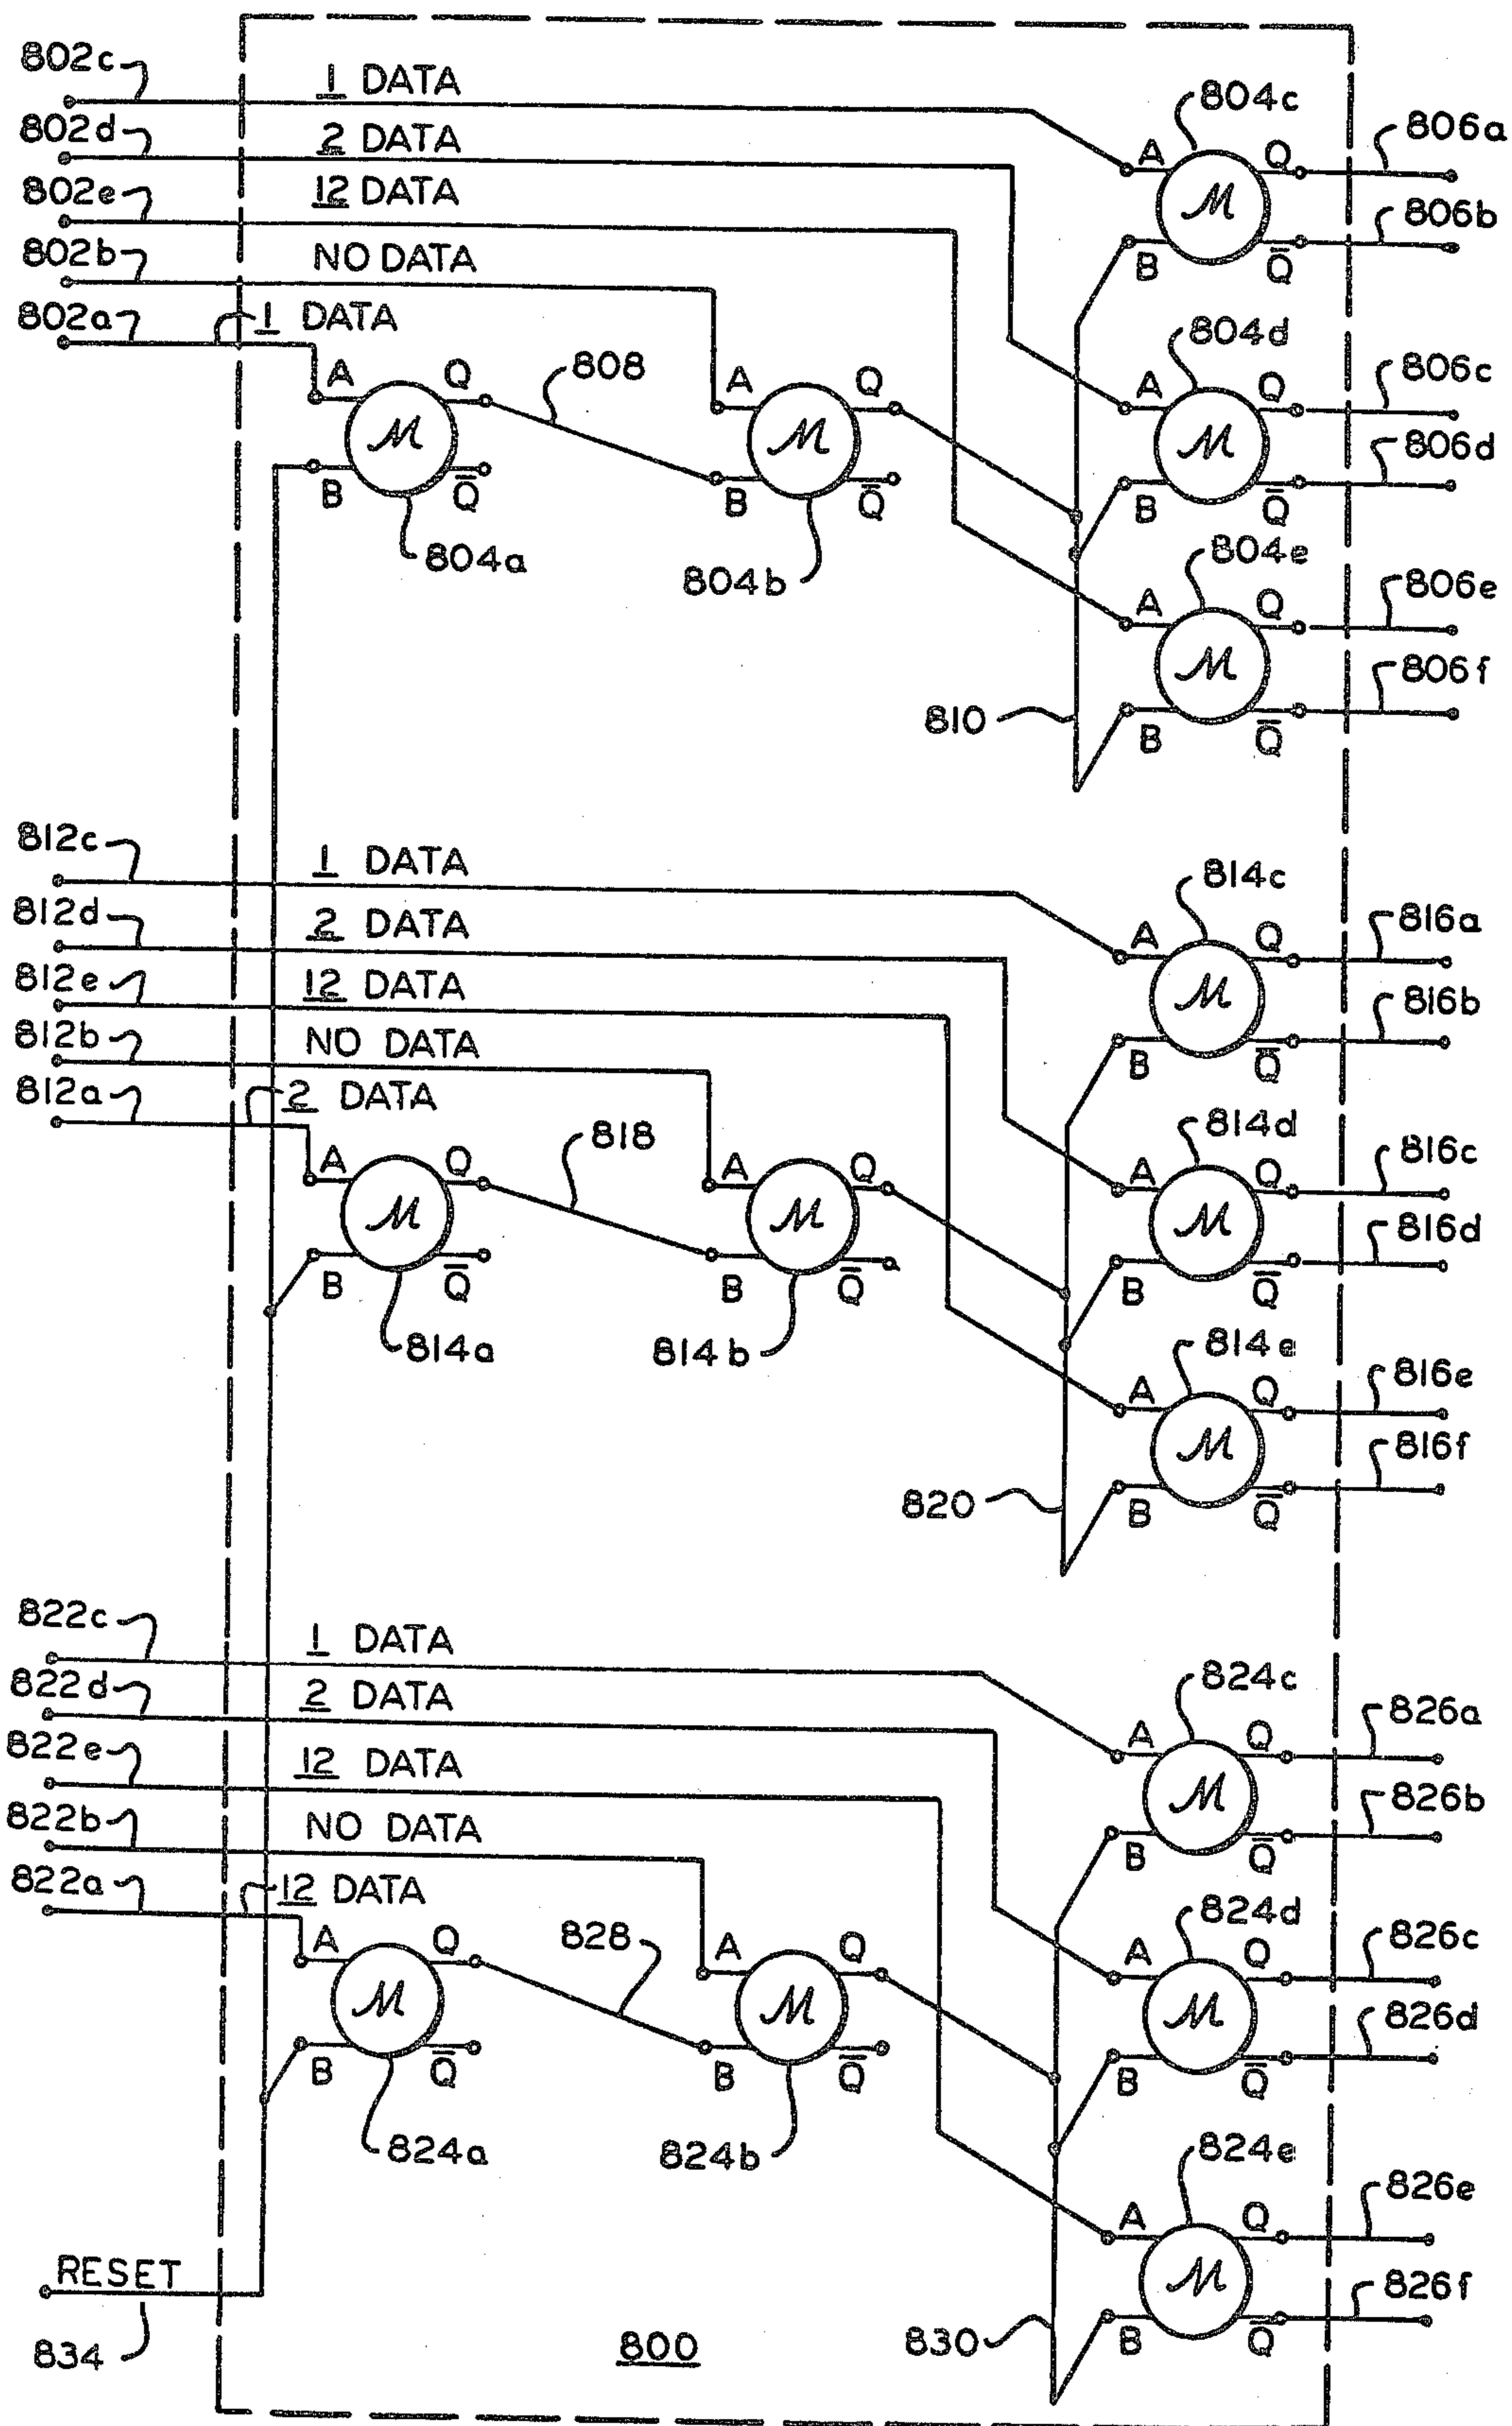 802c
1 DATA
804c
802d
2 DATA
A Q
806a
802e
12 DATA
M
806b
802b
NO DATA
B Q̅
802a
1 DATA
804d
A Q
808
A Q
806c
M
M
A Q
M
806d
B Q̅
B Q̅
B Q̅
804a
804b
804e
A Q
806e
M
806f
810
B Q̅
812c
1 DATA
814c
812d
2 DATA
A Q
816a
812e
12 DATA
M
816b
812b
NO DATA
B Q̅
812a
2 DATA
814d
A Q
818
A Q
A Q
816c
M
M
M
816d
B Q̅
B Q̅
B Q̅
814a
814b
814e
A Q
816e
M
816f
820
B Q̅
822c
1 DATA
824c
822d
2 DATA
A Q
826a
822e
12 DATA
M
826b
822b
NO DATA
B Q̅
822a
12 DATA
824d
A Q
828
A Q
A Q
826c
M
M
M
826d
B Q̅
B Q̅
B Q̅
824a
824b
824e
A Q
826e
RESET
M
826f
834
800
830
B Q̅